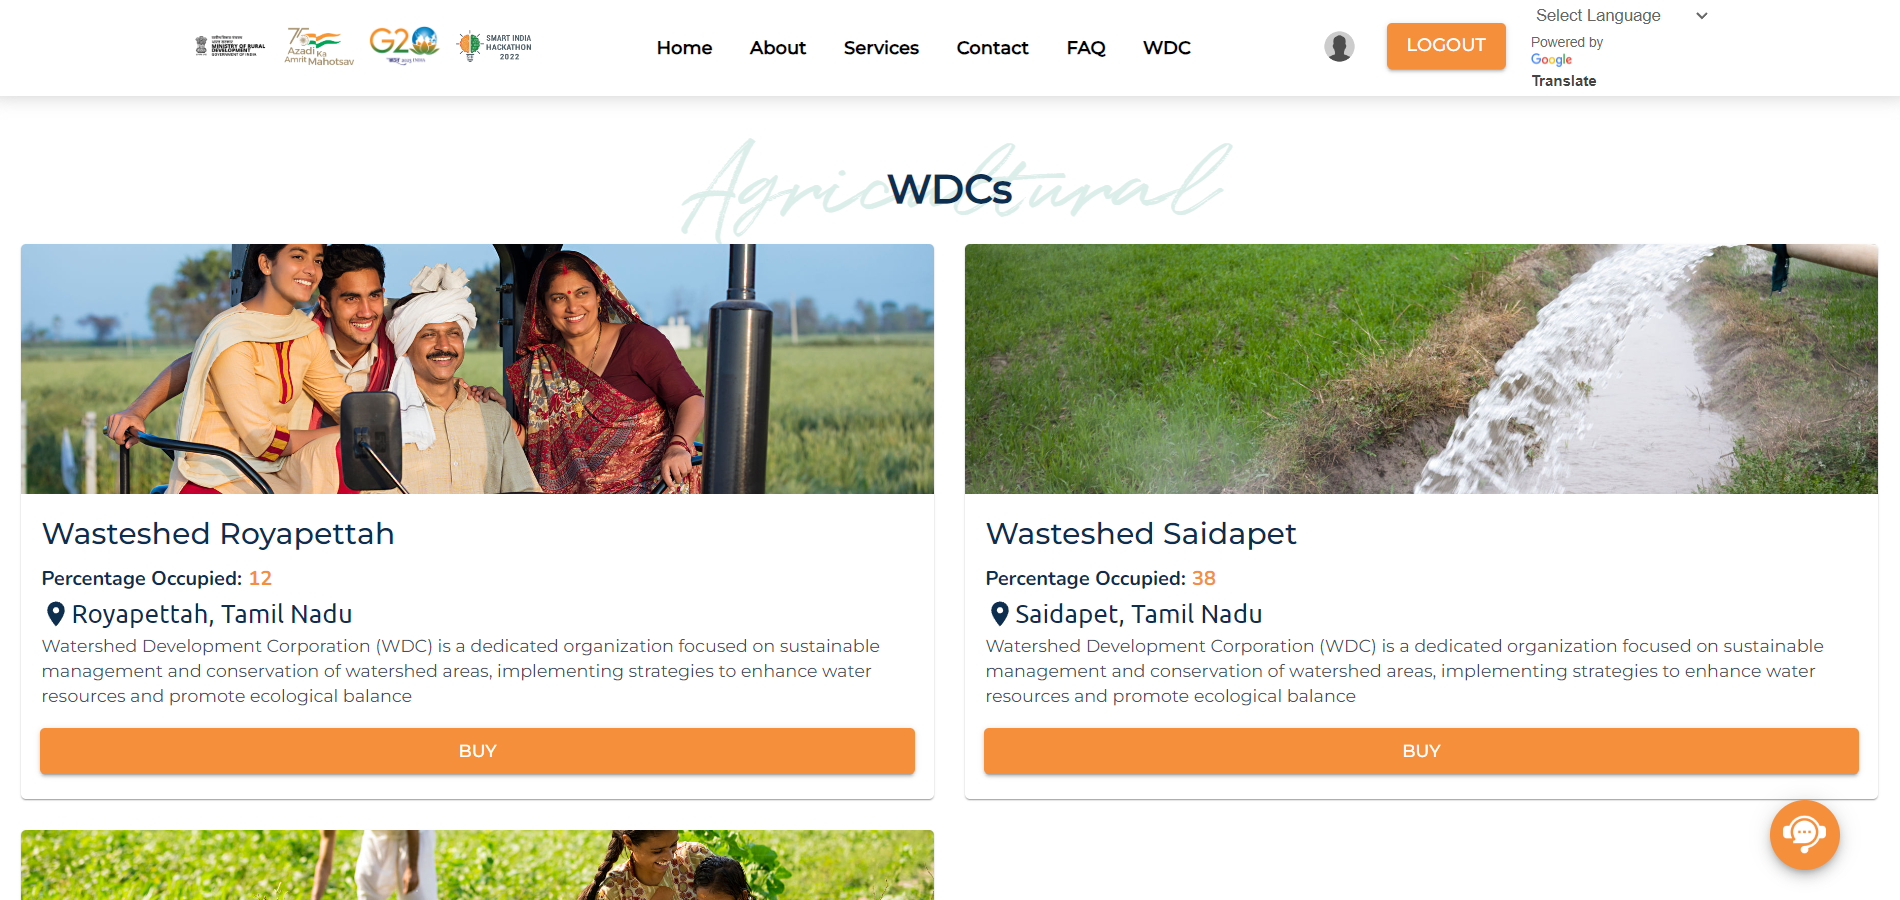 MINISTRY OF RURAL
DEVELOPMENT
GOVERNMENT OF INDIA
75
Azadi Ka
Amrit Mahotsav
G20
SMART INDIA
HACKATHON
2022
Home About Services Contact FAQ WDC
LOGOUT
Select Language
Powered by
Google
Translate
Agricultural
WDCs
Wasteshed Royapettah
Percentage Occupied: 12
Royapettah, Tamil Nadu
Watershed Development Corporation (WDC) is a dedicated organization focused on sustainable
management and conservation of watershed areas, implementing strategies to enhance water
resources and promote ecological balance
BUY
Wasteshed Saidapet
Percentage Occupied: 38
Saidapet, Tamil Nadu
Watershed Development Corporation (WDC) is a dedicated organization focused on sustainable
management and conservation of watershed areas, implementing strategies to enhance water
resources and promote ecological balance
BUY